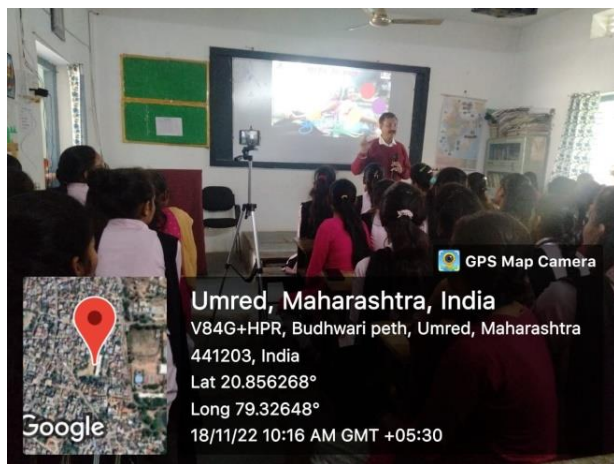 GPS Map Camera
Umred, Maharashtra, India
V84G+HPR, Budhwari peth, Umred, Maharashtra
441203, India
Lat 20.856268°
Long 79.32648°
18/11/22 10:16 AM GMT +05:30
Google